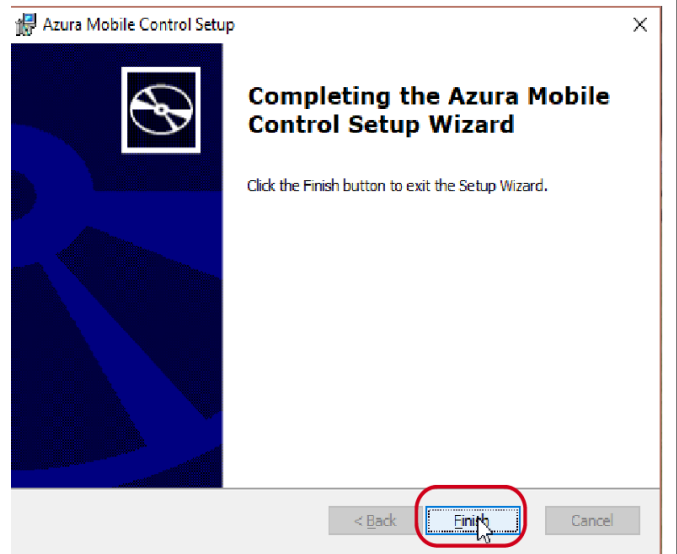 Azura Mobile Control Setup
Completing the Azura Mobile
Control Setup Wizard
Click the Finish button to exit the Setup Wizard.
< Back
Finish
Cancel